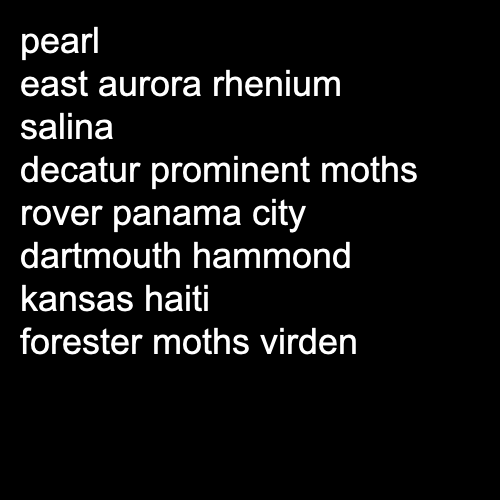 pearl
east aurora rhenium
salina
decatur prominent moths
rover panama city
dartmouth hammond
kansas haiti
forester moths virden